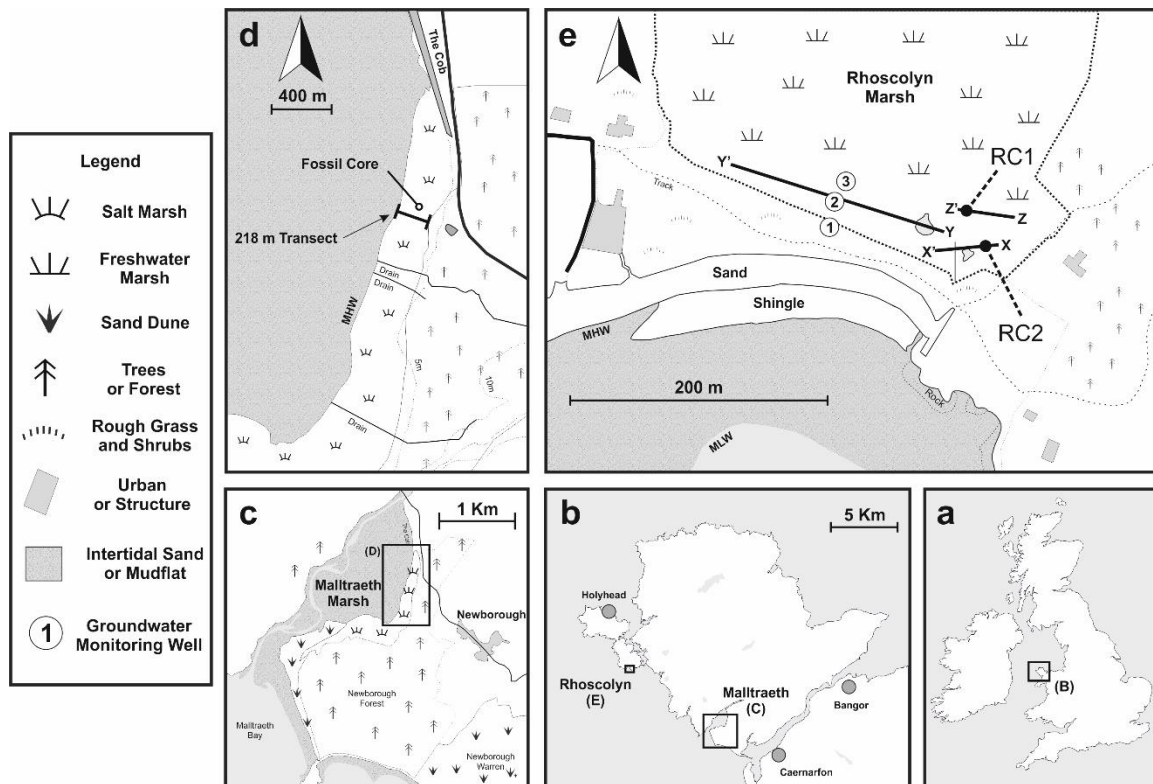 Legend
Salt Marsh
Freshwater
Marsh
Sand Dune
Trees
or Forest
Rough Grass
and Shrubs
Urban
or Structure
Intertidal Sand
or Mudflat
1
Groundwater
Monitoring Well
d
400 m
The Cob
Fossil Core
218 m Transect
Drain
Drain
MHW
5m
10m
Drain
e
Rhoscolyn
Marsh
RC1
Y'
3
2
1
Z'
Z
Y
X'
X
Track
Sand
Shingle
RC2
MHW
200 m
Rock
MLW
c
1 Km
(D)
The Cob
Malltraeth
Marsh
Newborough
Newborough
Forest
Malltraeth
Bay
Newborough
Warren
b
5 Km
Holyhead
Rhoscolyn
(E)
Malltraeth
(C)
Bangor
Caernarfon
a
(B)